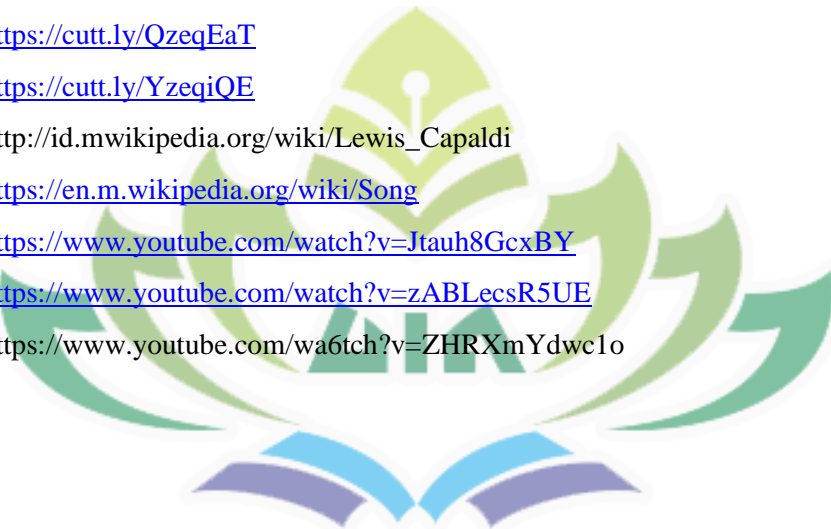 ttps://cutt.ly/QzeqEaT
ttps://cutt.ly/YzeqiQE
ttp://id.mwikipedia.org/wiki/Lewis_Capaldi
ttps://en.m.wikipedia.org/wiki/Song
ttps://www.youtube.com/watch?v=Jtauh8GcxBY
ttps://www.youtube.com/watch?v=zABLecsR5UE
ttps://www.youtube.com/wa6tch?v=ZHRXmYdwc1o